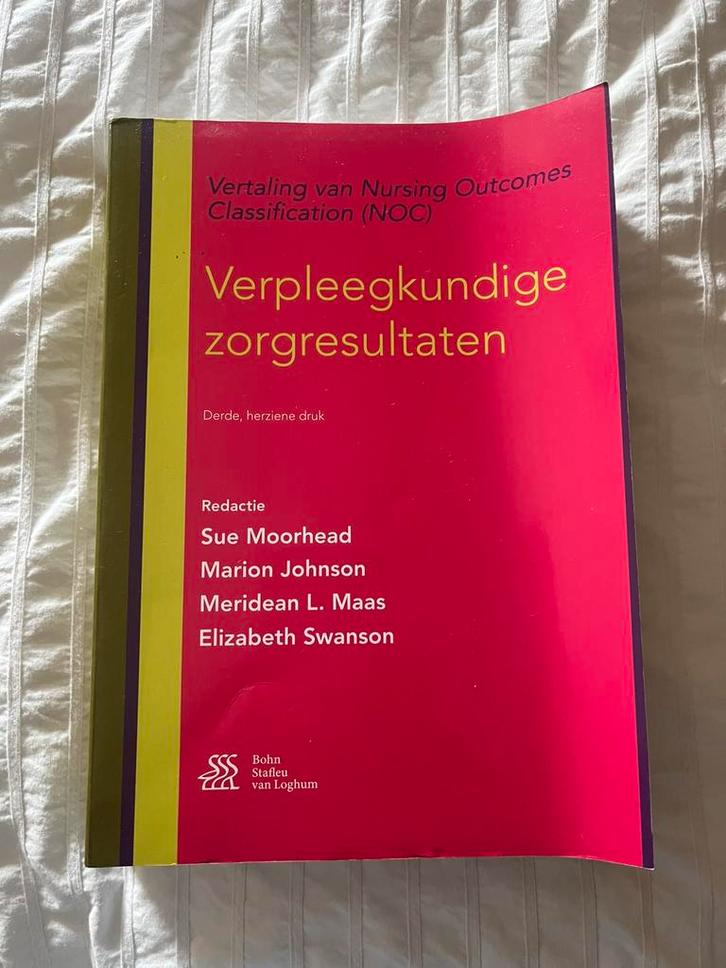 Vertaling van Nursing Outcomes
Classification (NOC)
Verpleegkundige
zorgresultaten
Derde, herziene druk
Redactie
Sue Moorhead
Marion Johnson
Meridean L. Maas
Elizabeth Swanson
Bohn
Stafleu
van Loghum